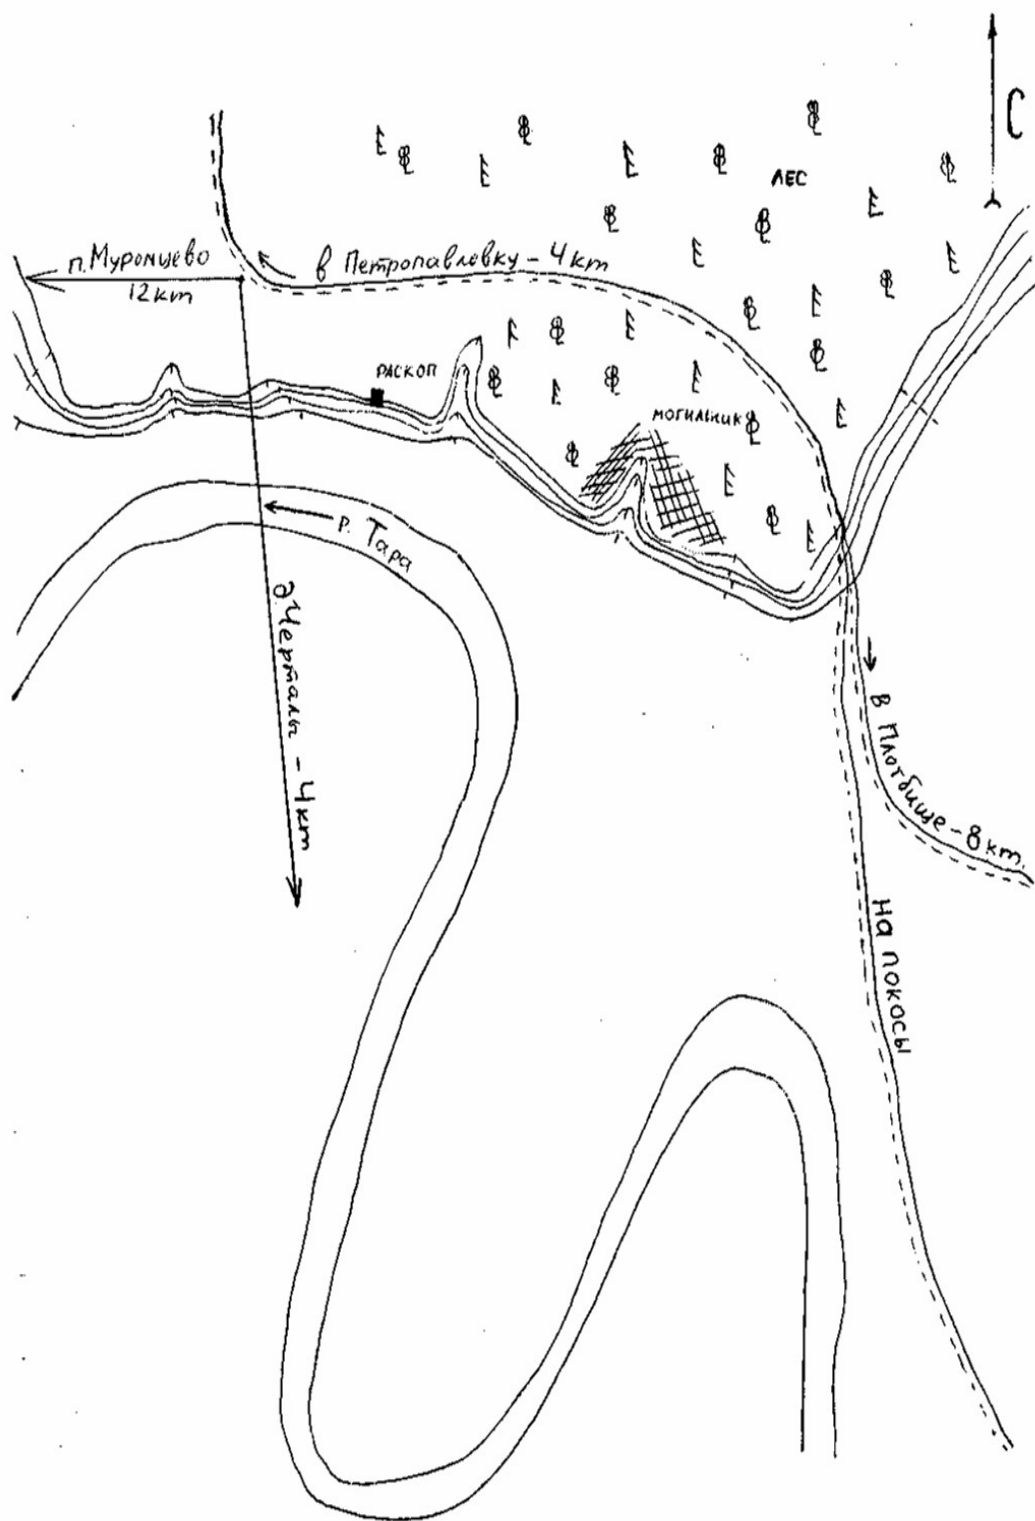 С
ЛЕС
п. Муромцево
12 km
в Петропавловку - 4 km
РАСКОП
МОГИЛЬНИК
р. Тара
д. Черталы - 4 km
в Плотбище - 8 km.
На покосы